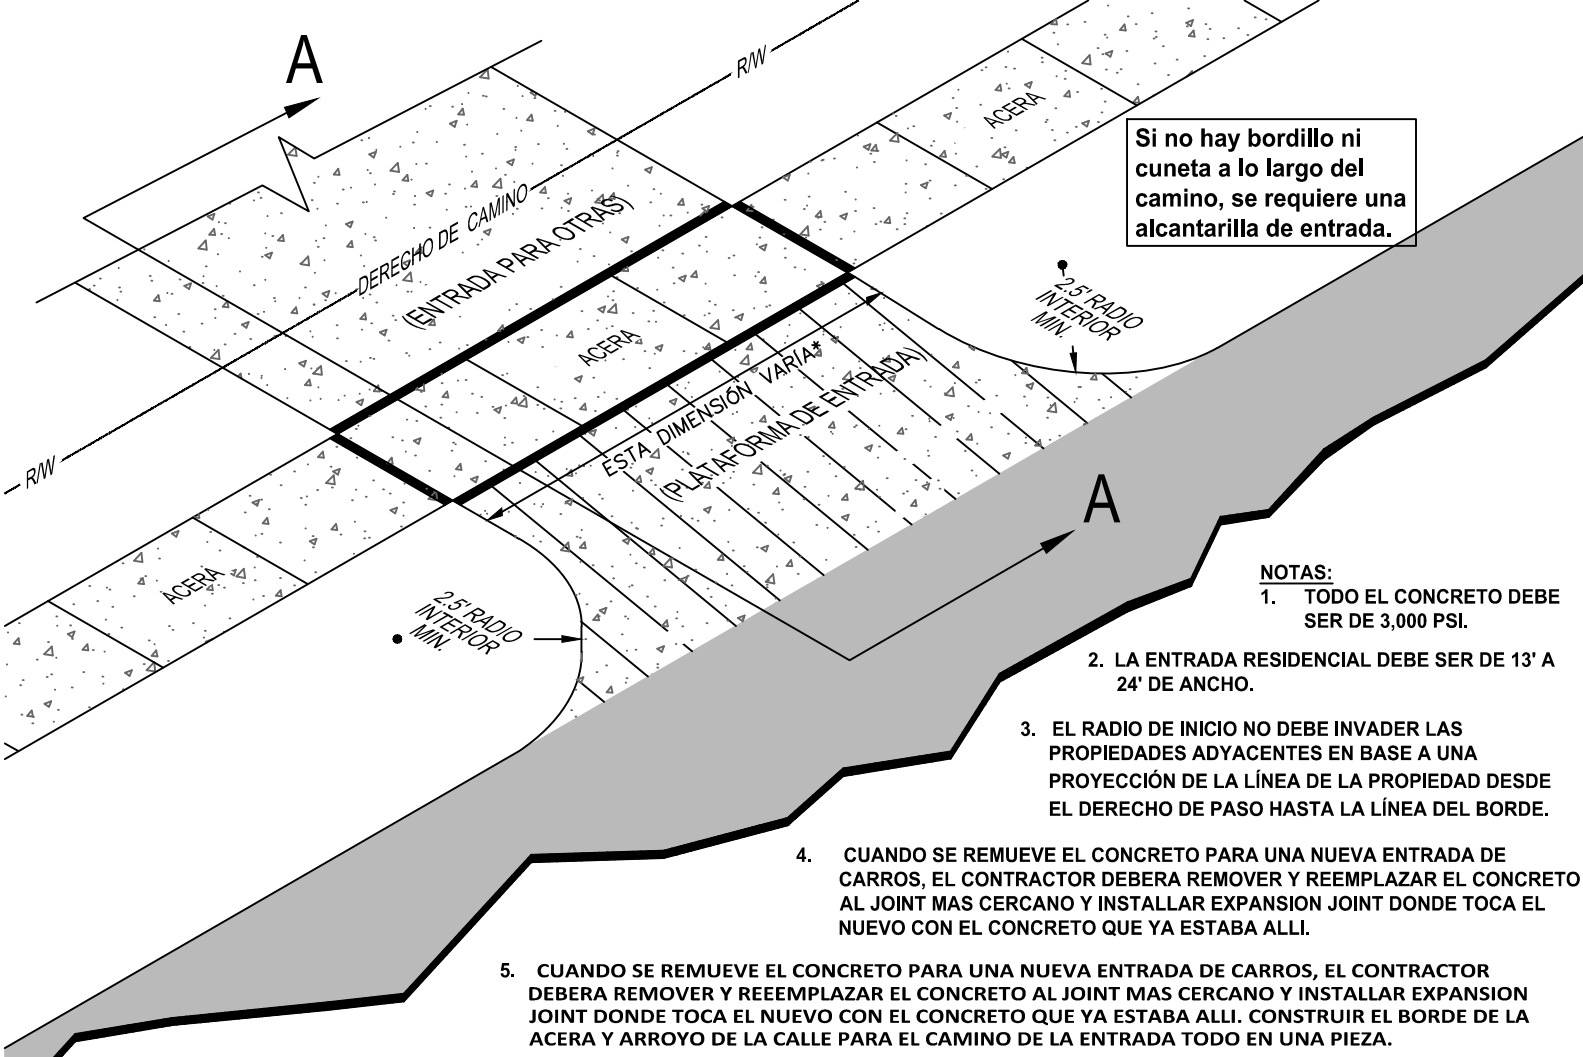 A
R/W
ACERA
Si no hay bordillo ni
cuneta a lo largo del
camino, se requiere una
alcantarilla de entrada.
DERECHO DE CAMINO
(ENTRADA PARA OTRAS)
2.5' RADIO
INTERIOR
MIN.
ACERA
ESTA DIMENSIÓN VARÍA*
(PLATAFORMA DE ENTRADA)
R/W
A
ACERA
2.5' RADIO
INTERIOR
MIN.
NOTAS:
1. TODO EL CONCRETO DEBE
SER DE 3,000 PSI.
2. LA ENTRADA RESIDENCIAL DEBE SER DE 13' A
24' DE ANCHO.
3. EL RADIO DE INICIO NO DEBE INVADER LAS
PROPIEDADES ADYACENTES EN BASE A UNA
PROYECCIÓN DE LA LÍNEA DE LA PROPIEDAD DESDE
EL DERECHO DE PASO HASTA LA LÍNEA DEL BORDE.
4. CUANDO SE REMUEVE EL CONCRETO PARA UNA NUEVA ENTRADA DE
CARROS, EL CONTRACTOR DEBERA REMOVER Y REEMPLAZAR EL CONCRETO
AL JOINT MAS CERCANO Y INSTALLAR EXPANSION JOINT DONDE TOCA EL
NUEVO CON EL CONCRETO QUE YA ESTABA ALLI.
5. CUANDO SE REMUEVE EL CONCRETO PARA UNA NUEVA ENTRADA DE CARROS, EL CONTRACTOR
DEBERA REMOVER Y REEEMPLAZAR EL CONCRETO AL JOINT MAS CERCANO Y INSTALLAR EXPANSION
JOINT DONDE TOCA EL NUEVO CON EL CONCRETO QUE YA ESTABA ALLI. CONSTRUIR EL BORDE DE LA
ACERA Y ARROYO DE LA CALLE PARA EL CAMINO DE LA ENTRADA TODO EN UNA PIEZA.